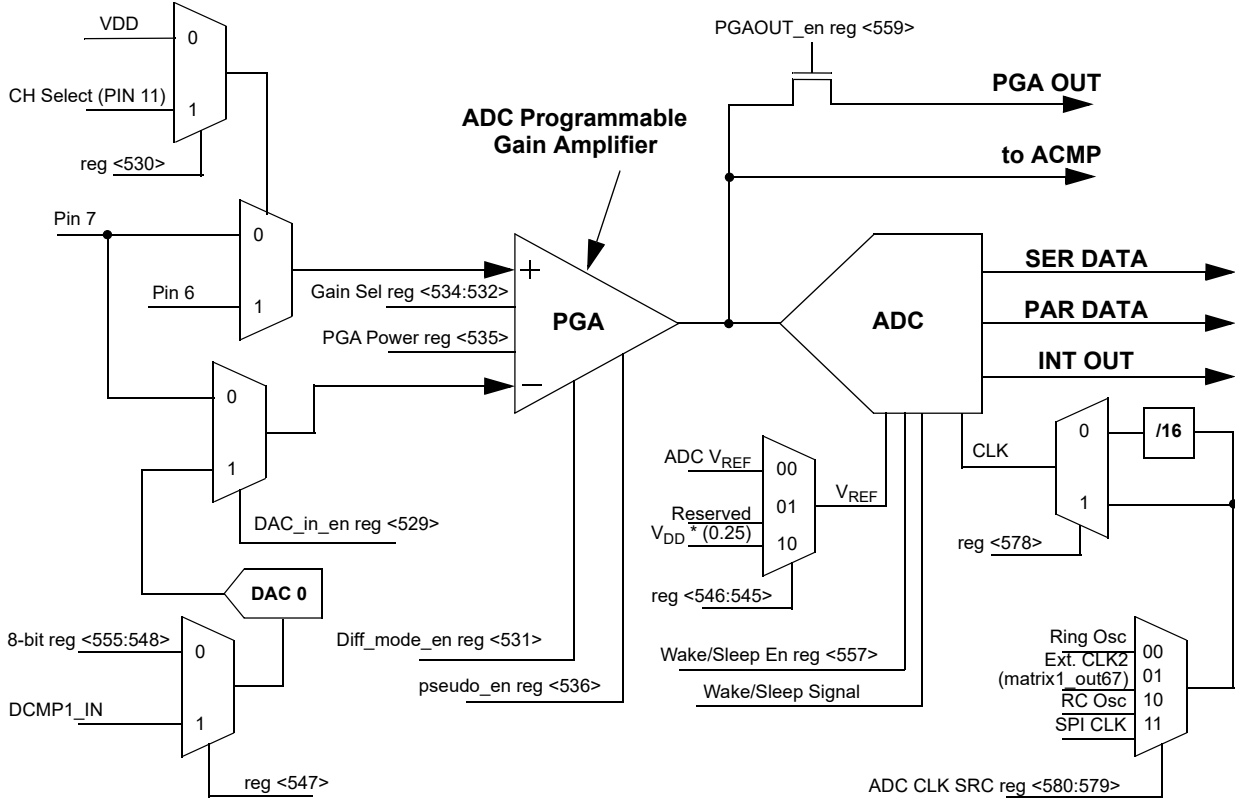 VDD
0
CH Select (PIN 11)
1
reg <530>
PGAOUT_en reg <559>
PGA OUT
ADC Programmable
Gain Amplifier
to ACMP
Pin 7
0
Pin 6
1
+
Gain Sel reg <534:532>
PGA
PGA Power reg <535>
−
ADC
SER DATA
PAR DATA
INT OUT
0
1
DAC_in_en reg <529>
ADC VREF
00
Reserved
01
VDD * (0.25)
10
VREF
reg <546:545>
CLK
0
/16
1
reg <578>
DAC 0
8-bit reg <555:548>
0
DCMP1_IN
1
reg <547>
Diff_mode_en reg <531>
pseudo_en reg <536>
Wake/Sleep En reg <557>
Wake/Sleep Signal
Ring Osc
00
Ext. CLK2
(matrix1_out67)
01
RC Osc
10
SPI CLK
11
ADC CLK SRC reg <580:579>